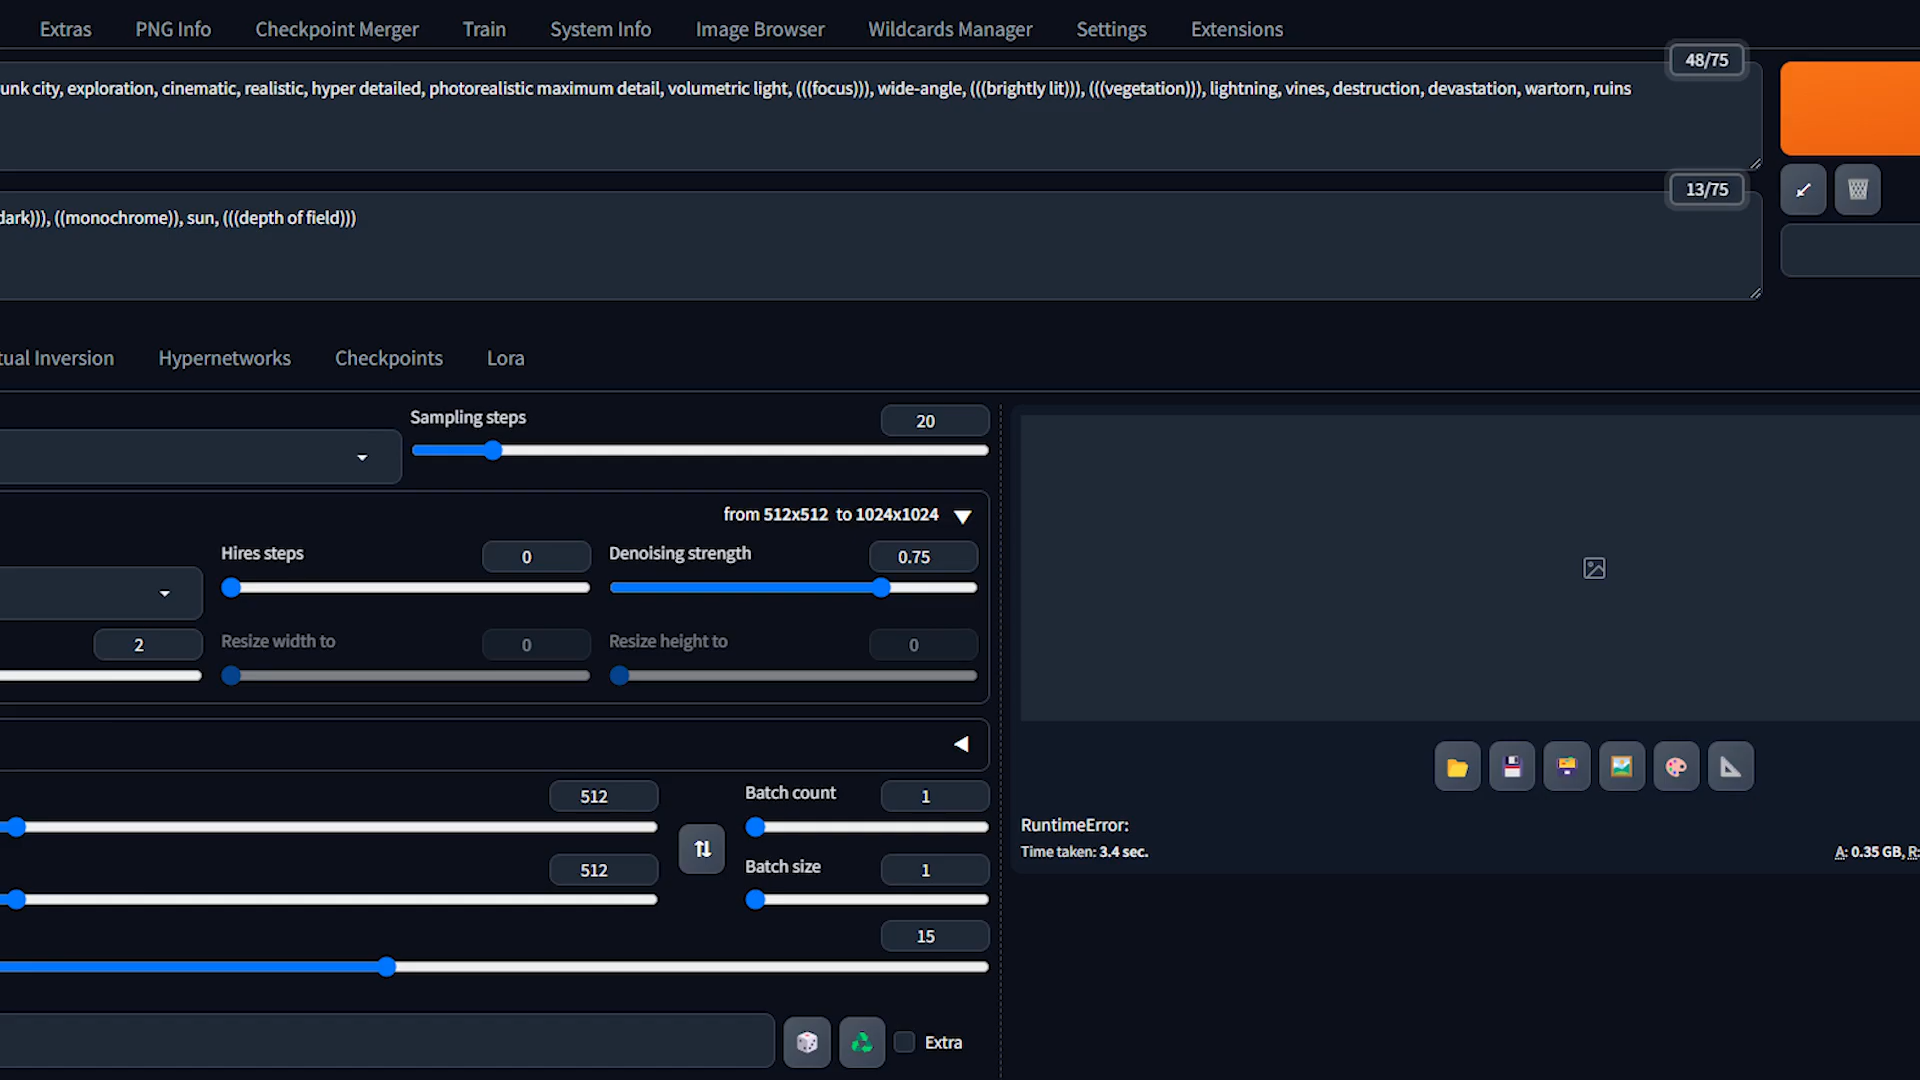 Extras PNG Info Checkpoint Merger Train System Info Image Browser Wildcards Manager Settings Extensions
48/75
unk city, exploration, cinematic, realistic, hyper detailed, photorealistic maximum detail, volumetric light, (((focus))), wide-angle, (((brightly lit))), (((vegetation))), lightning, vines, destruction, devastation, wartorn, ruins
13/75
dark))), ((monochrome)), sun, (((depth of field)))
tual Inversion Hypernetworks Checkpoints Lora
Sampling steps 20
from 512x512 to 1024x1024
Hires steps 0 Denoising strength 0.75
2 Resize width to 0 Resize height to 0
512 Batch count 1
512 Batch size 1
15
Extra
RuntimeError:
Time taken: 3.4 sec.
A: 0.35 GB, R: